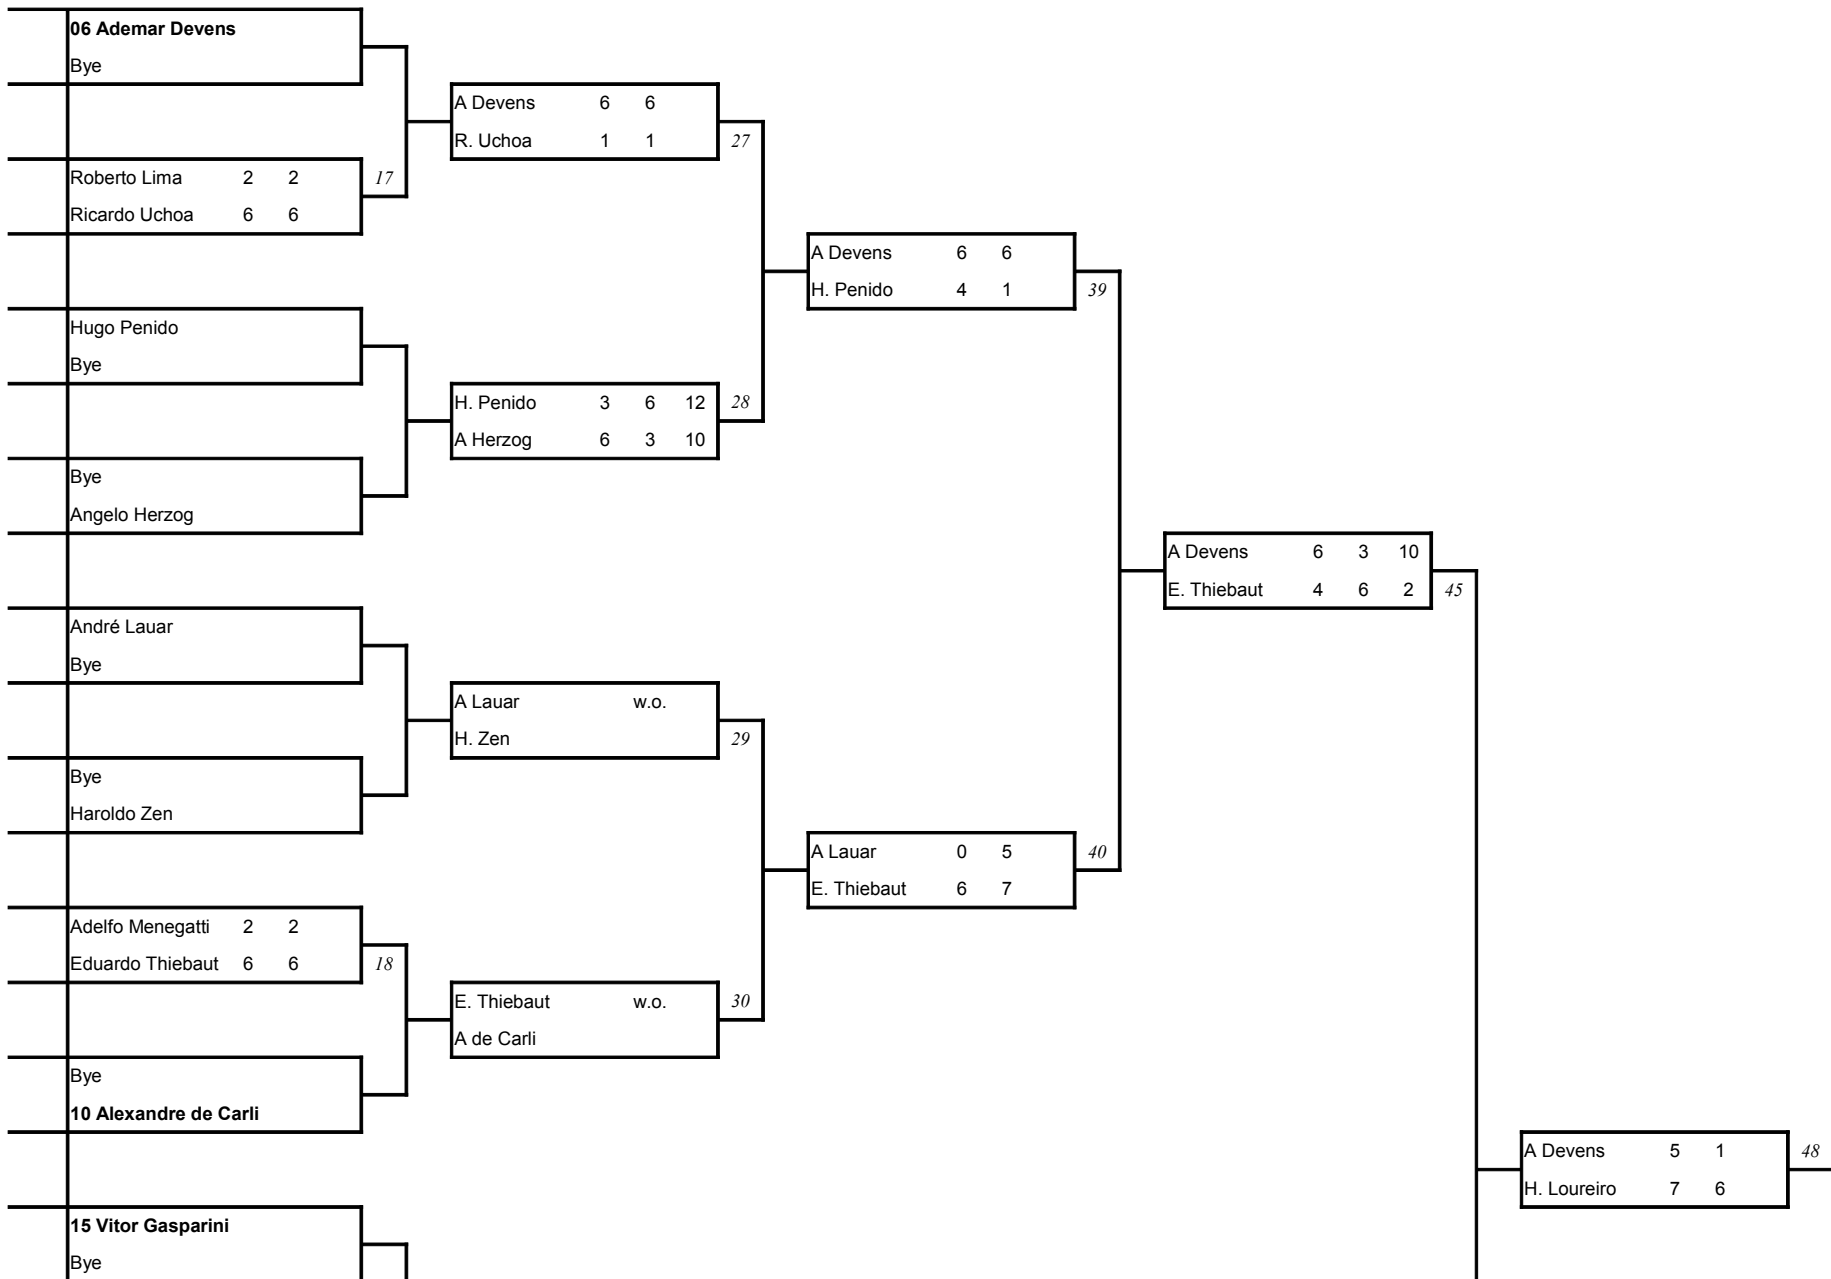 06 Ademar Devens
Bye
A Devens 6 6
R. Uchoa 1 1 27
Roberto Lima 2 2 17
Ricardo Uchoa 6 6
A Devens 6 6
H. Penido 4 1 39
Hugo Penido
Bye
H. Penido 3 6 12 28
A Herzog 6 3 10
Bye
Angelo Herzog
A Devens 6 3 10
E. Thiebaut 4 6 2 45
André Lauar
Bye
A Lauar w.o.
H. Zen 29
Bye
Haroldo Zen
A Lauar 0 5 40
E. Thiebaut 6 7
Adelfo Menegatti 2 2
Eduardo Thiebaut 6 6 18
E. Thiebaut w.o. 30
A de Carli
Bye
10 Alexandre de Carli
A Devens 5 1 48
H. Loureiro 7 6
15 Vitor Gasparini
Bye